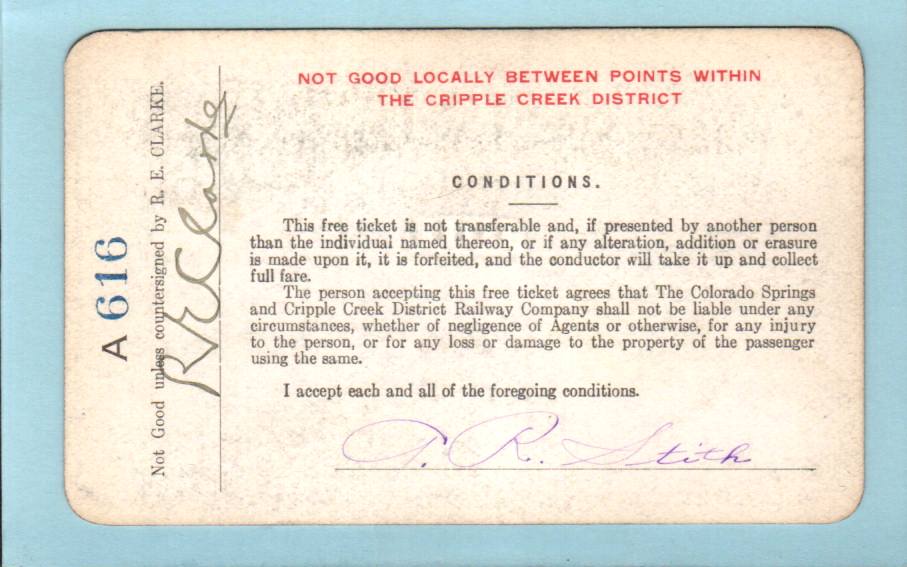 NOT GOOD LOCALLY BETWEEN POINTS WITHIN
THE CRIPPLE CREEK DISTRICT
CONDITIONS.
This free ticket is not transferable and, if presented by another person
than the individual named thereon, or if any alteration, addition or erasure
is made upon it, it is forfeited, and the conductor will take it up and collect
full fare.
The person accepting this free ticket agrees that The Colorado Springs
and Cripple Creek District Railway Company shall not be liable under any
circumstances, whether of negligence of Agents or otherwise, for any injury
to the person, or for any loss or damage to the property of the passenger
using the same.
I accept each and all of the foregoing conditions.
R. Stith
A 616
Not Good unless countersigned by R. E. CLARKE.
R E Clarke